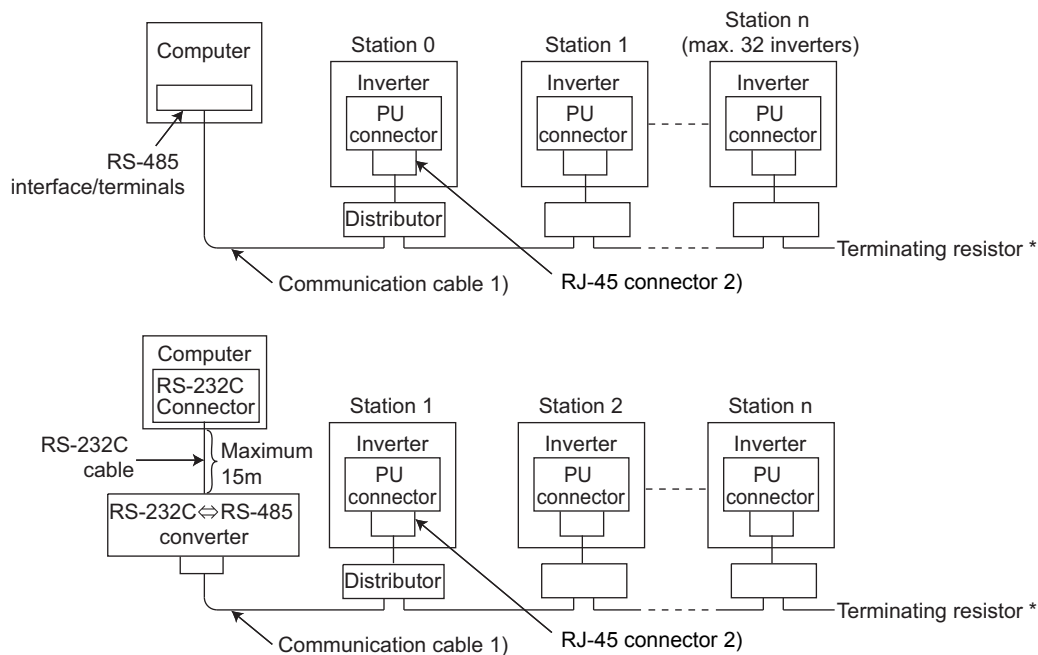 Computer
RS-485
interface/terminals
Station 0
Inverter
PU
connector
Distributor
Station 1
Inverter
PU
connector
Station n
(max. 32 inverters)
Inverter
PU
connector
Terminating resistor *
Communication cable 1)
RJ-45 connector 2)
Computer
RS-232C
Connector
RS-232C
cable
Maximum
15m
RS-232C⇔RS-485
converter
Station 1
Inverter
PU
connector
Distributor
Station 2
Inverter
PU
connector
Station n
Inverter
PU
connector
Terminating resistor *
Communication cable 1)
RJ-45 connector 2)